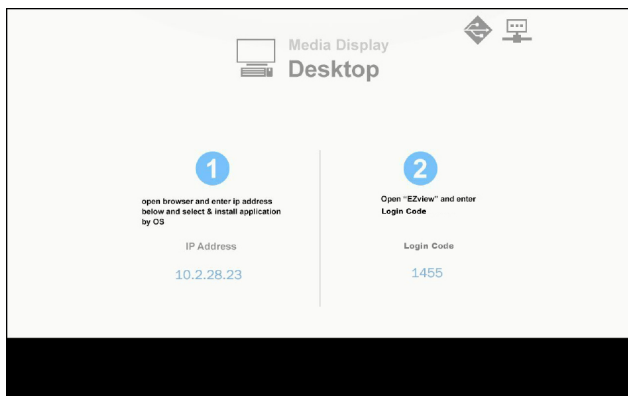 Media Display
Desktop
1
open browser and enter ip address
below and select & install application
by OS
IP Address
10.2.28.23
2
Open "EZview" and enter
Login Code
Login Code
1455